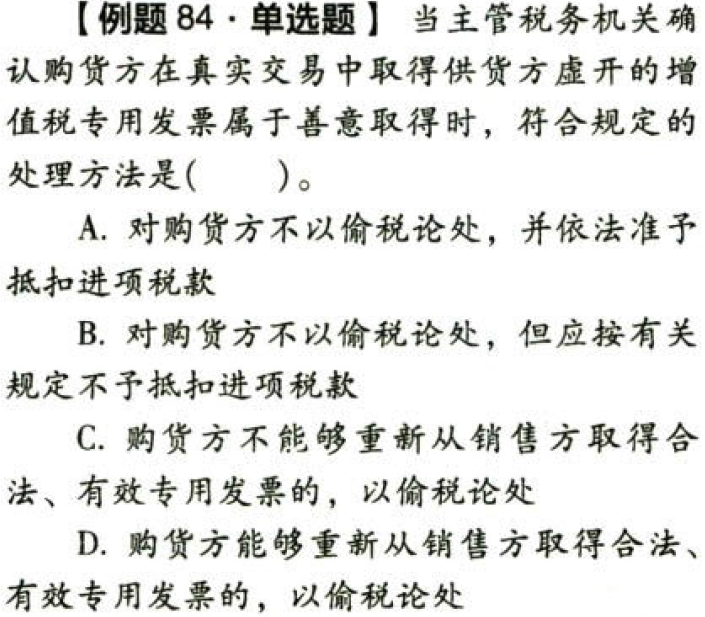 【例题 84·单选题】 当主管税务机关确
认购货方在真实交易中取得供货方虚开的增
值税专用发票属于善意取得时，符合规定的
处理方法是(　　)。
A. 对购货方不以偷税论处，并依法准予
抵扣进项税款
B. 对购货方不以偷税论处，但应按有关
规定不予抵扣进项税款
C. 购货方不能够重新从销售方取得合
法、有效专用发票的，以偷税论处
D. 购货方能够重新从销售方取得合法、
有效专用发票的，以偷税论处